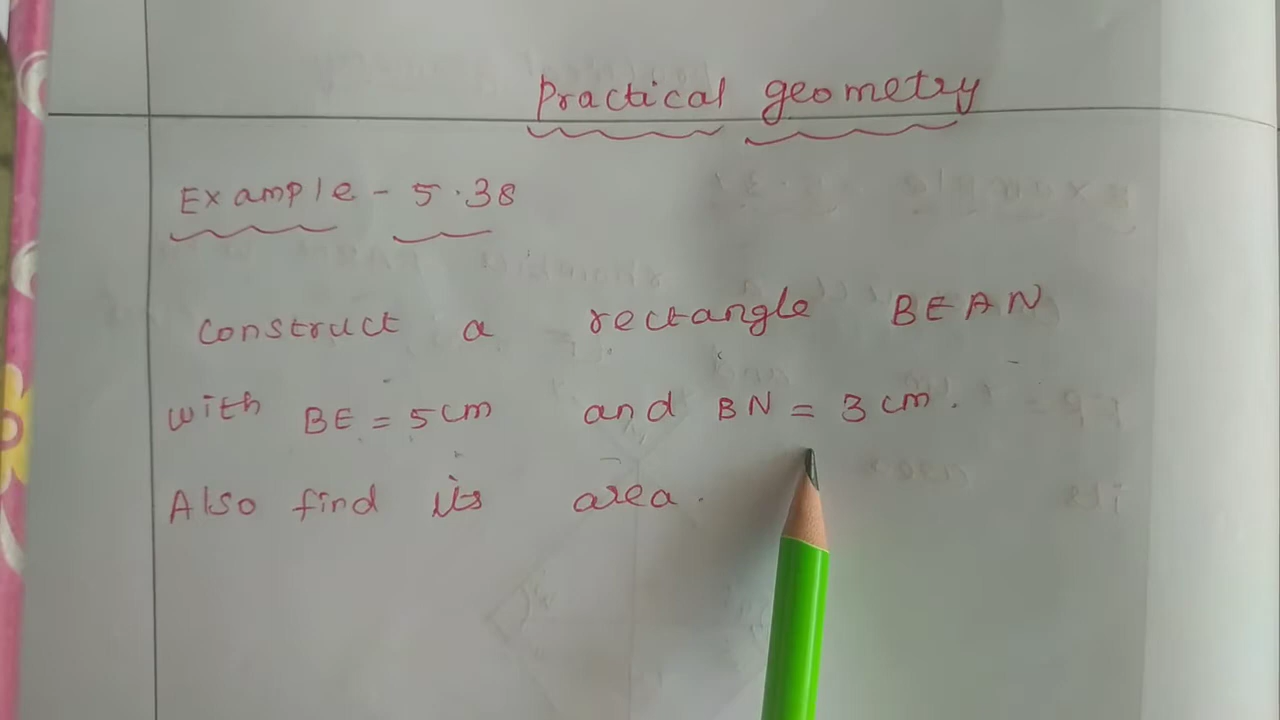 Practical geometry
Example - 5.38
Construct a rectangle BEAN
with BE = 5cm and BN = 3 cm.
Also find its area.